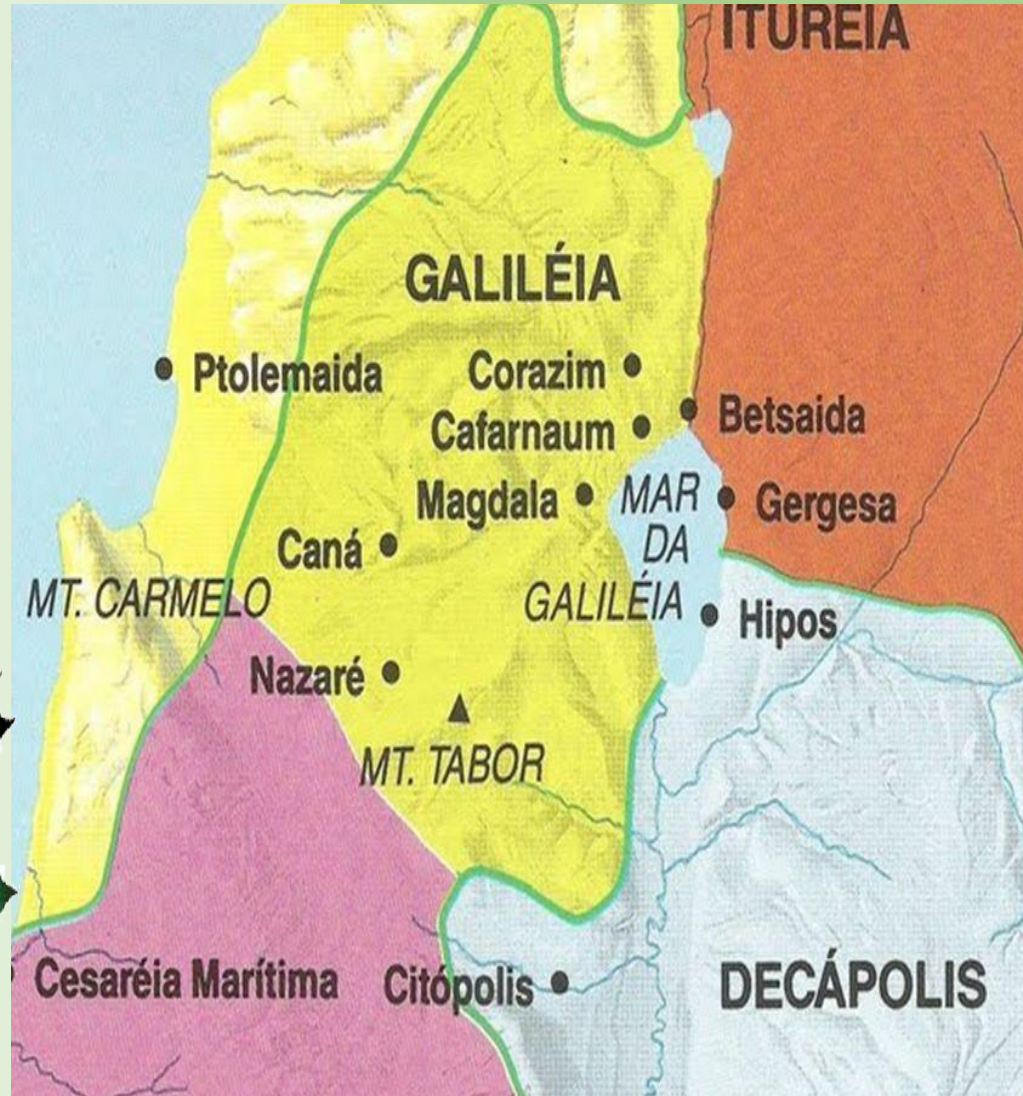 ITURÉIA
GALILÉIA
Ptolemaida
Corazim
Cafarnaum
Betsaida
Magdala
MAR
DA
GALILÉIA
Gergesa
Caná
MT. CARMELO
Hipos
Nazaré
MT. TABOR
Cesaréia Marítima
Citópolis
DECÁPOLIS